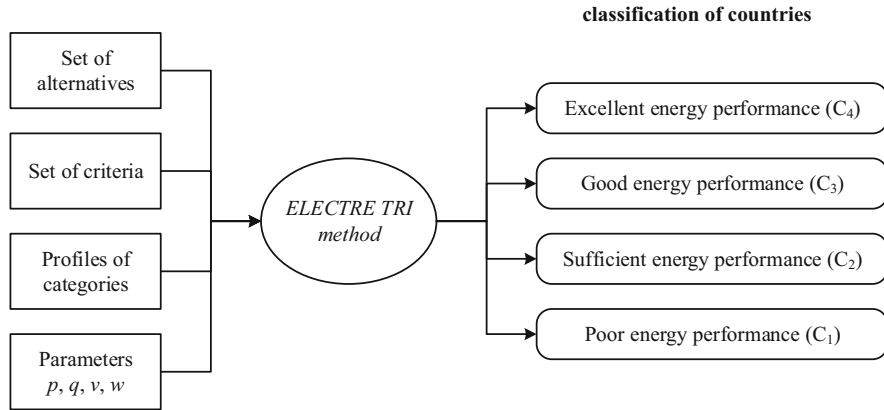 classification of countries
Set of
alternatives
Set of criteria
Profiles of
categories
Parameters
p, q, v, w
ELECTRE TRI
method
Excellent energy performance (C₄)
Good energy performance (C₃)
Sufficient energy performance (C₂)
Poor energy performance (C₁)